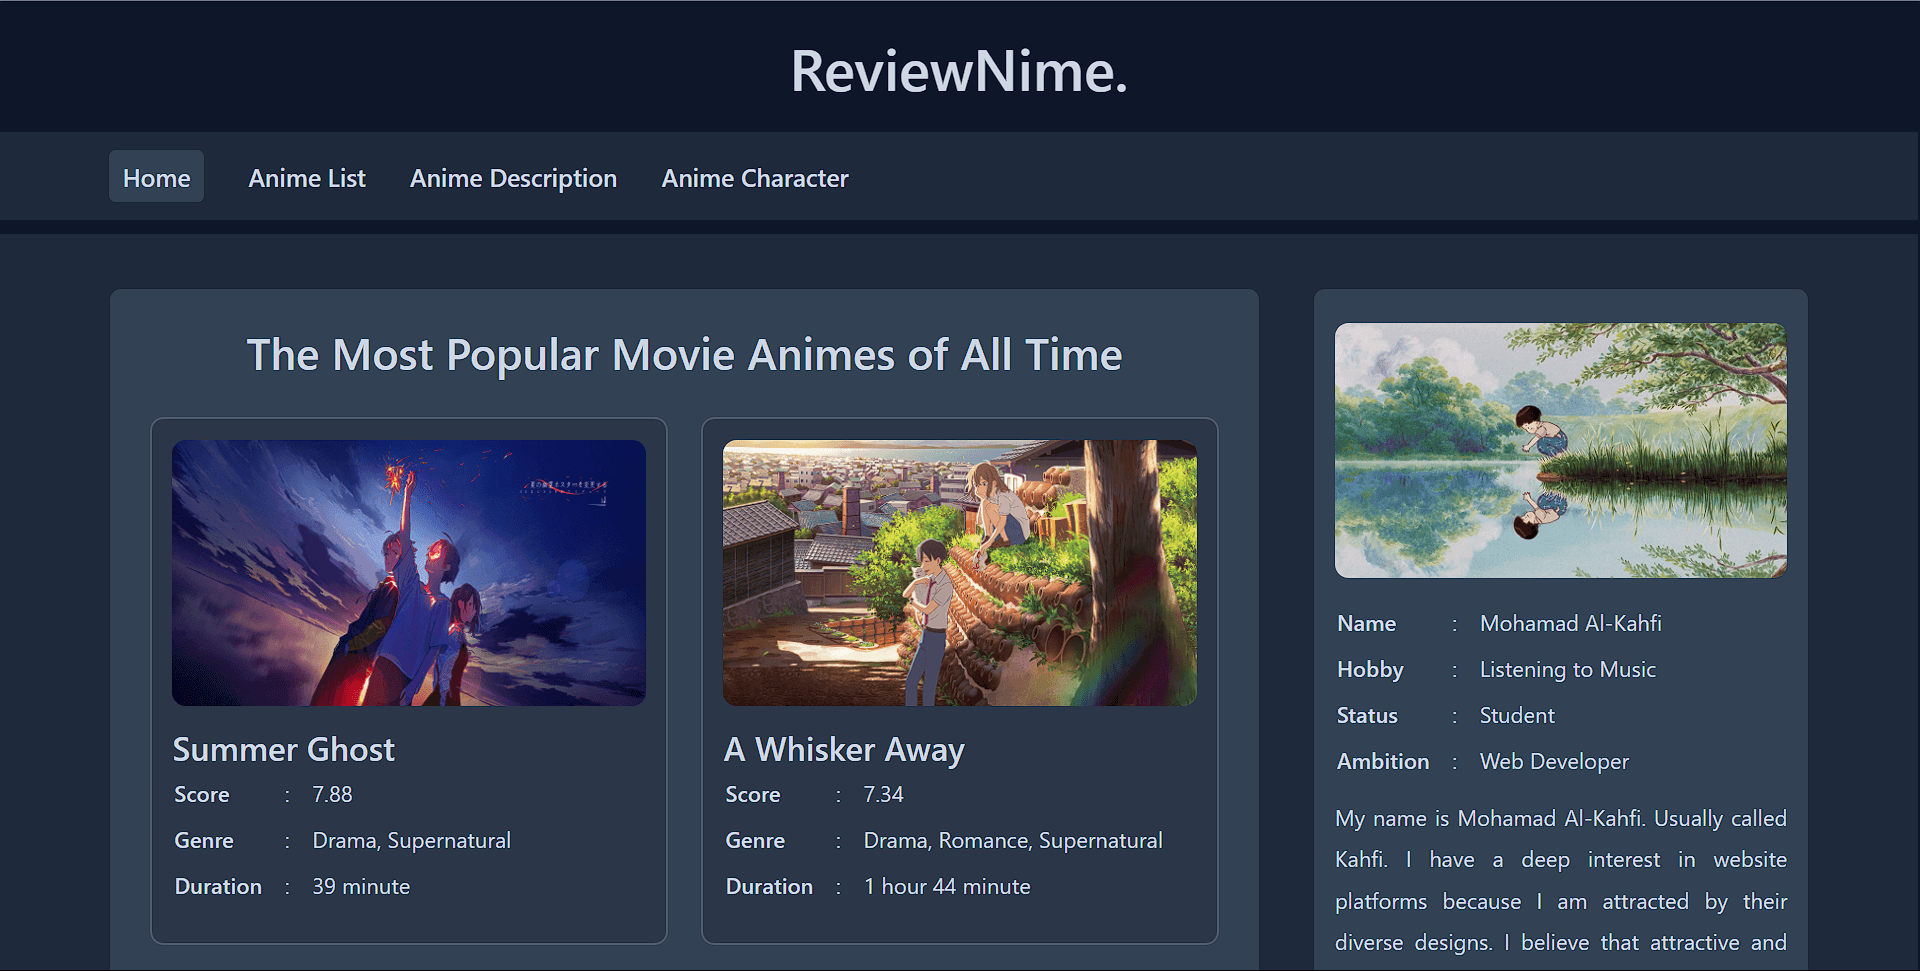 ReviewNime.
Home Anime List Anime Description Anime Character
The Most Popular Movie Animes of All Time
Summer Ghost
Score : 7.88
Genre : Drama, Supernatural
Duration : 39 minute
A Whisker Away
Score : 7.34
Genre : Drama, Romance, Supernatural
Duration : 1 hour 44 minute
Name : Mohamad Al-Kahfi
Hobby : Listening to Music
Status : Student
Ambition : Web Developer
My name is Mohamad Al-Kahfi. Usually called
Kahfi. I have a deep interest in website
platforms because I am attracted by their
diverse designs. I believe that attractive and